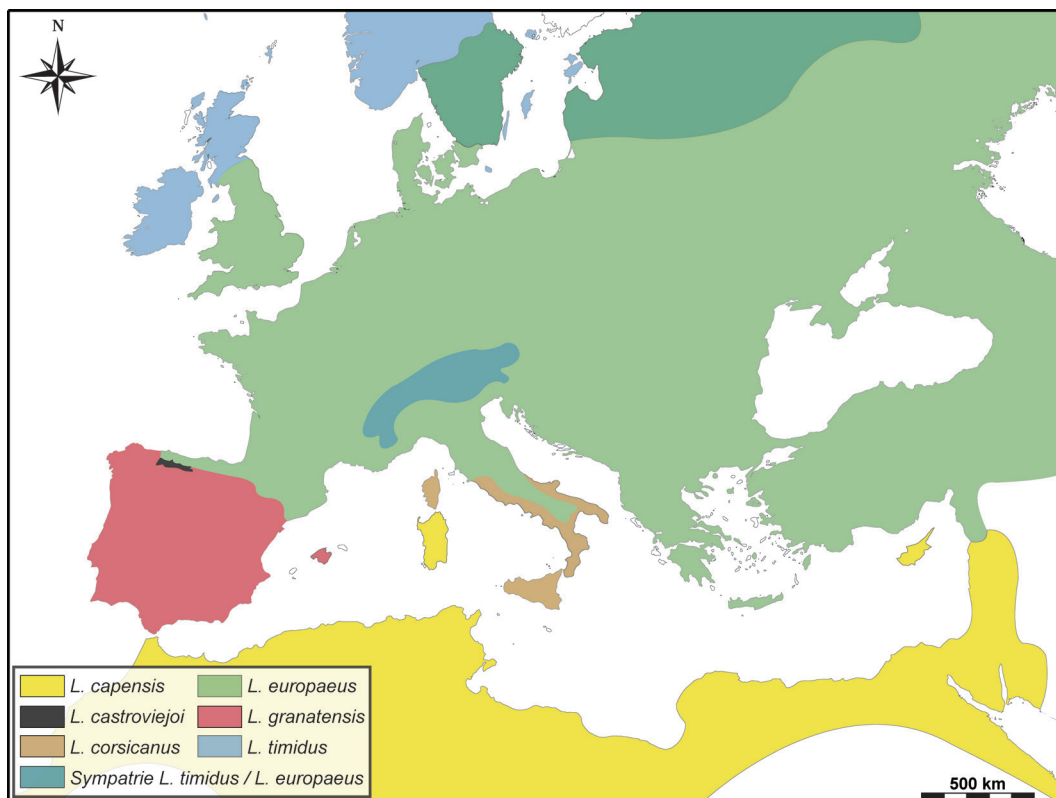 N
L. capensis
L. europaeus
L. castroviejoi
L. granatensis
L. corsicanus
L. timidus
Sympatrie L. timidus / L. europaeus
500 km